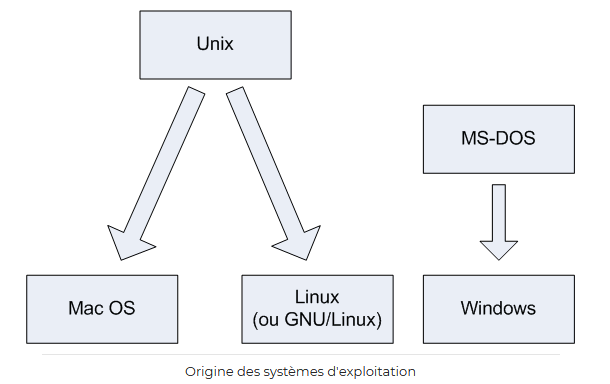 Unix
MS-DOS
Mac OS
Linux
(ou GNU/Linux)
Windows
Origine des systèmes d'exploitation